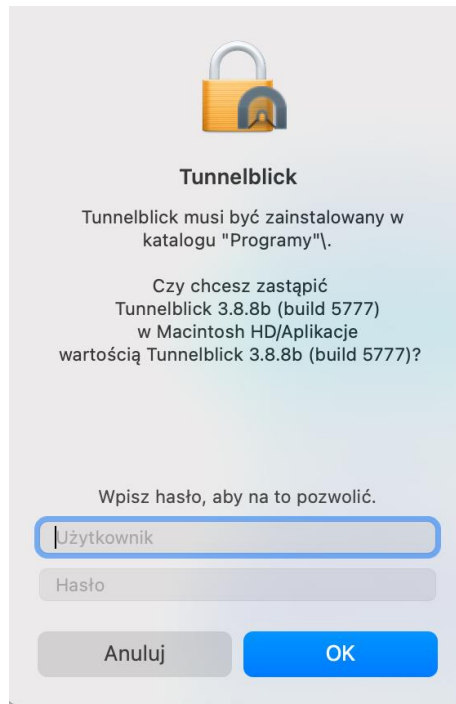 Tunnelblick
Tunnelblick musi być zainstalowany w
katalogu "Programy"\.
Czy chcesz zastąpić
Tunnelblick 3.8.8b (build 5777)
w Macintosh HD/Aplikacje
wartością Tunnelblick 3.8.8b (build 5777)?
Wpisz hasło, aby na to pozwolić.
Użytkownik
Hasło
Anuluj
OK